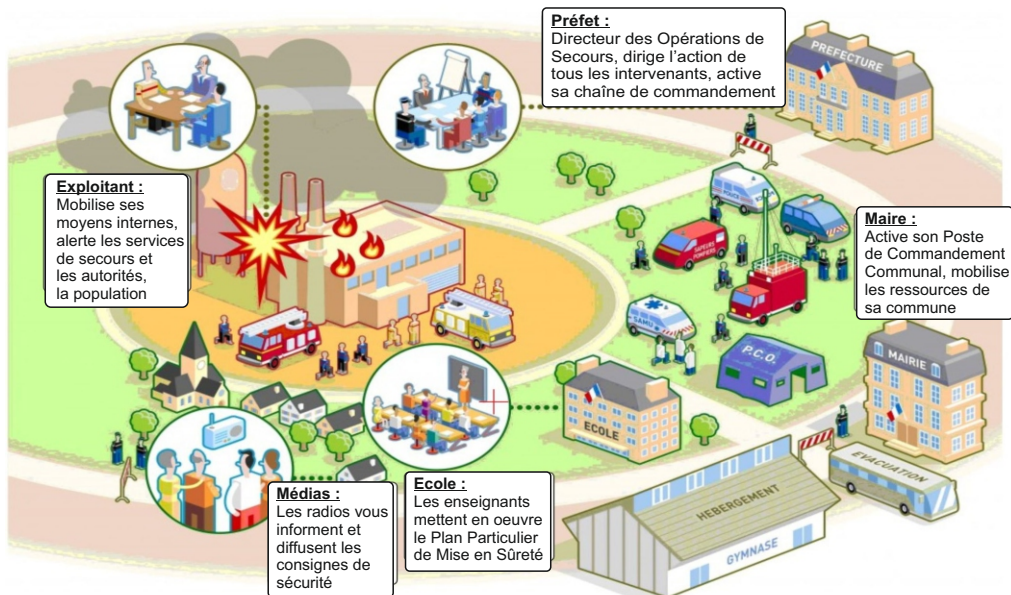 Préfet :
Directeur des Opérations de
Secours, dirige l'action de
tous les intervenants, active
sa chaîne de commandement
PREFECTURE
Exploitant :
Mobilise ses
moyens internes,
alerte les services
de secours et
les autorités,
la population
POLICE
SAPEURS
POMPIERS
SAMU
Maire :
Active son Poste
de Commandement
Communal, mobilise
les ressources de
sa commune
P.C.O.
MAIRIE
ECOLE
EVACUATION
HEBERGEMENT
GYMNASE
Médias :
Les radios vous
informent et
diffusent les
consignes de
sécurité
Ecole :
Les enseignants
mettent en oeuvre
le Plan Particulier
de Mise en Sûreté